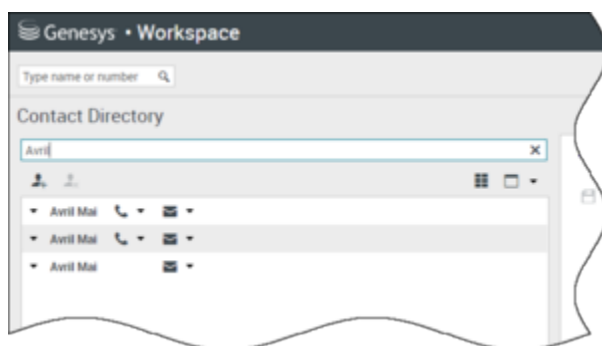 Genesys • Workspace
Type name or number
Contact Directory
Avril
Avril Mai
Avril Mai
Avril Mai